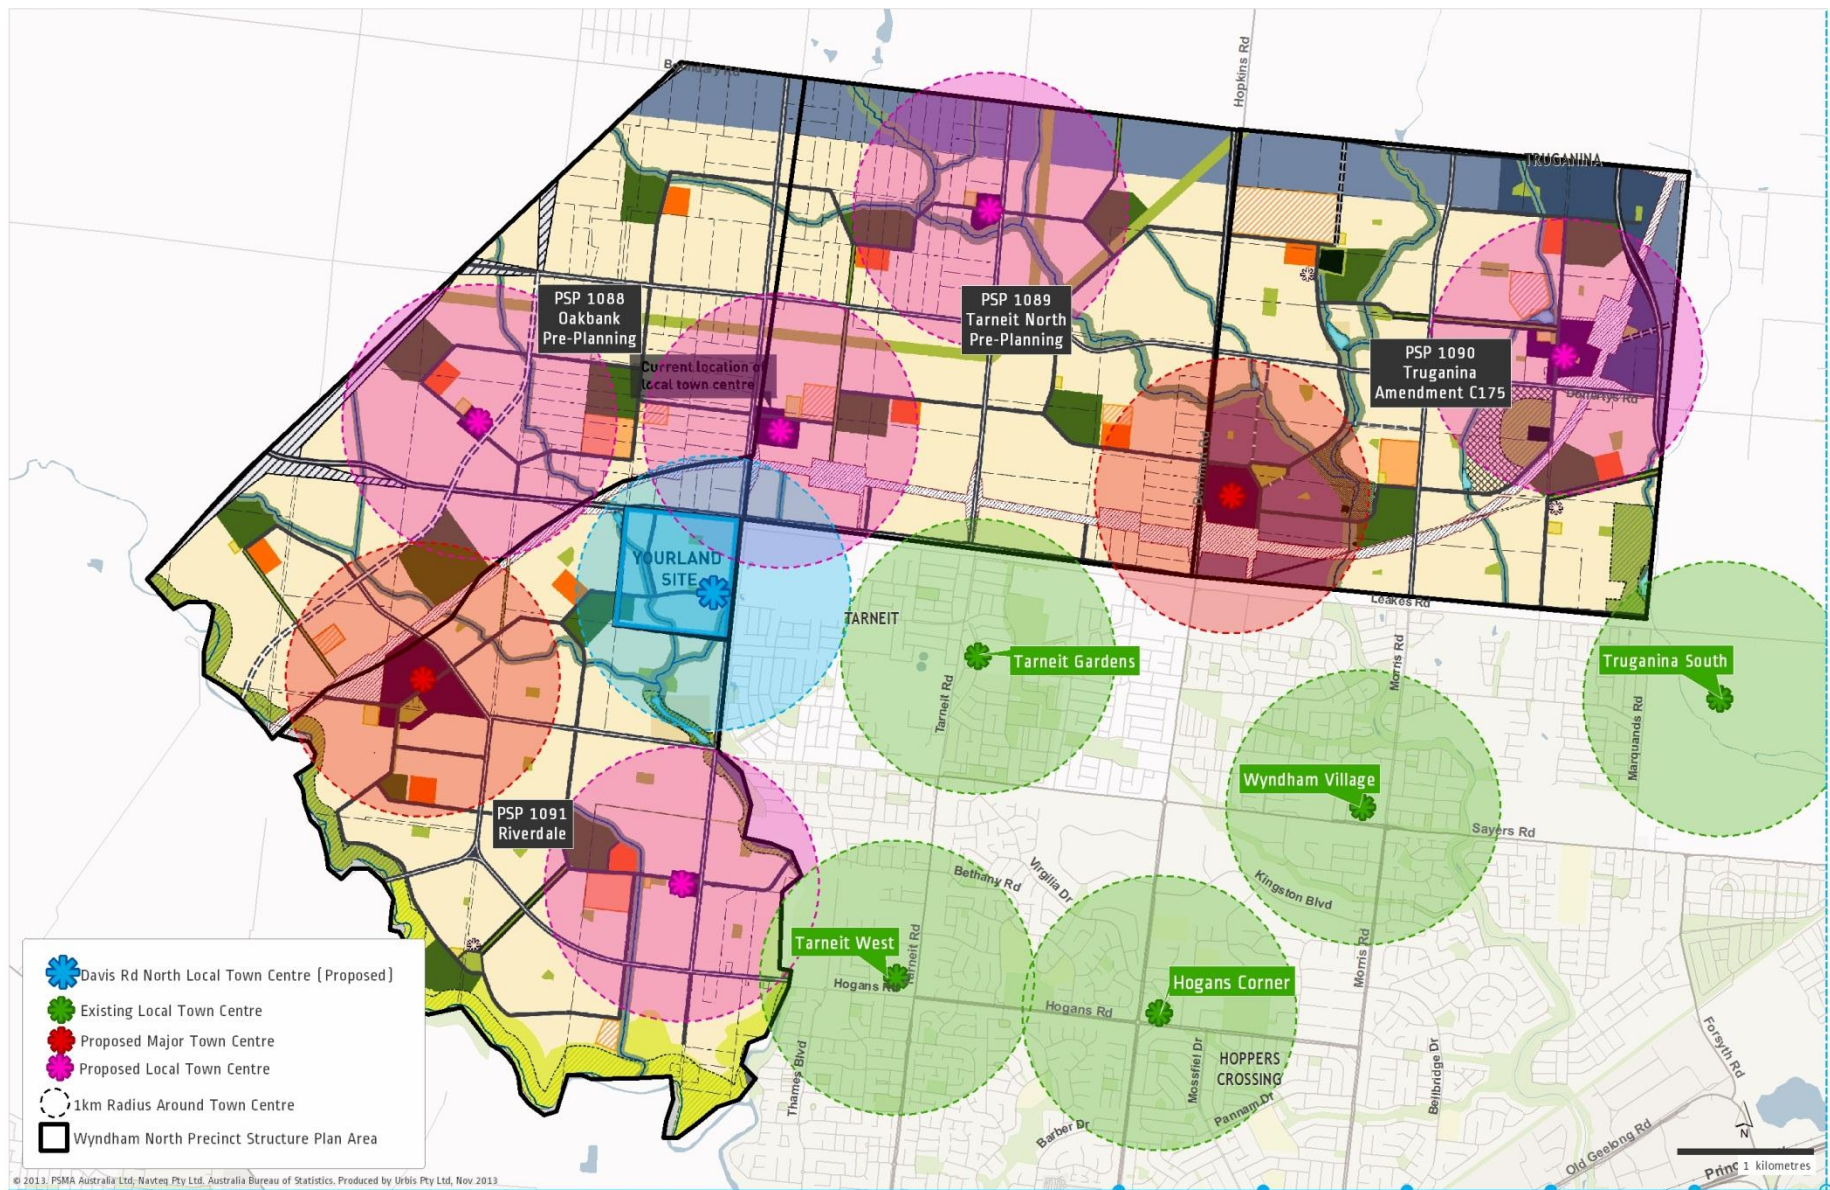 Boundary Rd
Hopkins Rd
TRUGANINA
PSP 1088
Oakbank
Pre-Planning
PSP 1089
Tarneit North
Pre-Planning
PSP 1090
Truganina
Amendment C175
Current location of
local town centre
Dohertys Rd
Derrimut Rd
YOURLAND
SITE
TARNEIT
Leakes Rd
Tarneit Gardens
Truganina South
Morris Rd
Tarneit Rd
Marquands Rd
Wyndham Village
Sayers Rd
PSP 1091
Riverdale
Bethany Rd
Virgilia Dr
Kingston Blvd
Tarneit West
Tarneit Rd
Hogans Rd
Hogans Corner
Hogans Rd
Morris Rd
HOPPERS
CROSSING
Thames Blvd
Mossfiel Dr
Pannam Dr
Barber Dr
Bellbridge Dr
Forsyth Rd
Old Geelong Rd
N
1 kilometres
Davis Rd North Local Town Centre (Proposed)
Existing Local Town Centre
Proposed Major Town Centre
Proposed Local Town Centre
1km Radius Around Town Centre
Wyndham North Precinct Structure Plan Area
© 2013. PSMA Australia Ltd, Navteq Pty Ltd. Australia Bureau of Statistics. Produced by Urbis Pty Ltd, Nov 2013